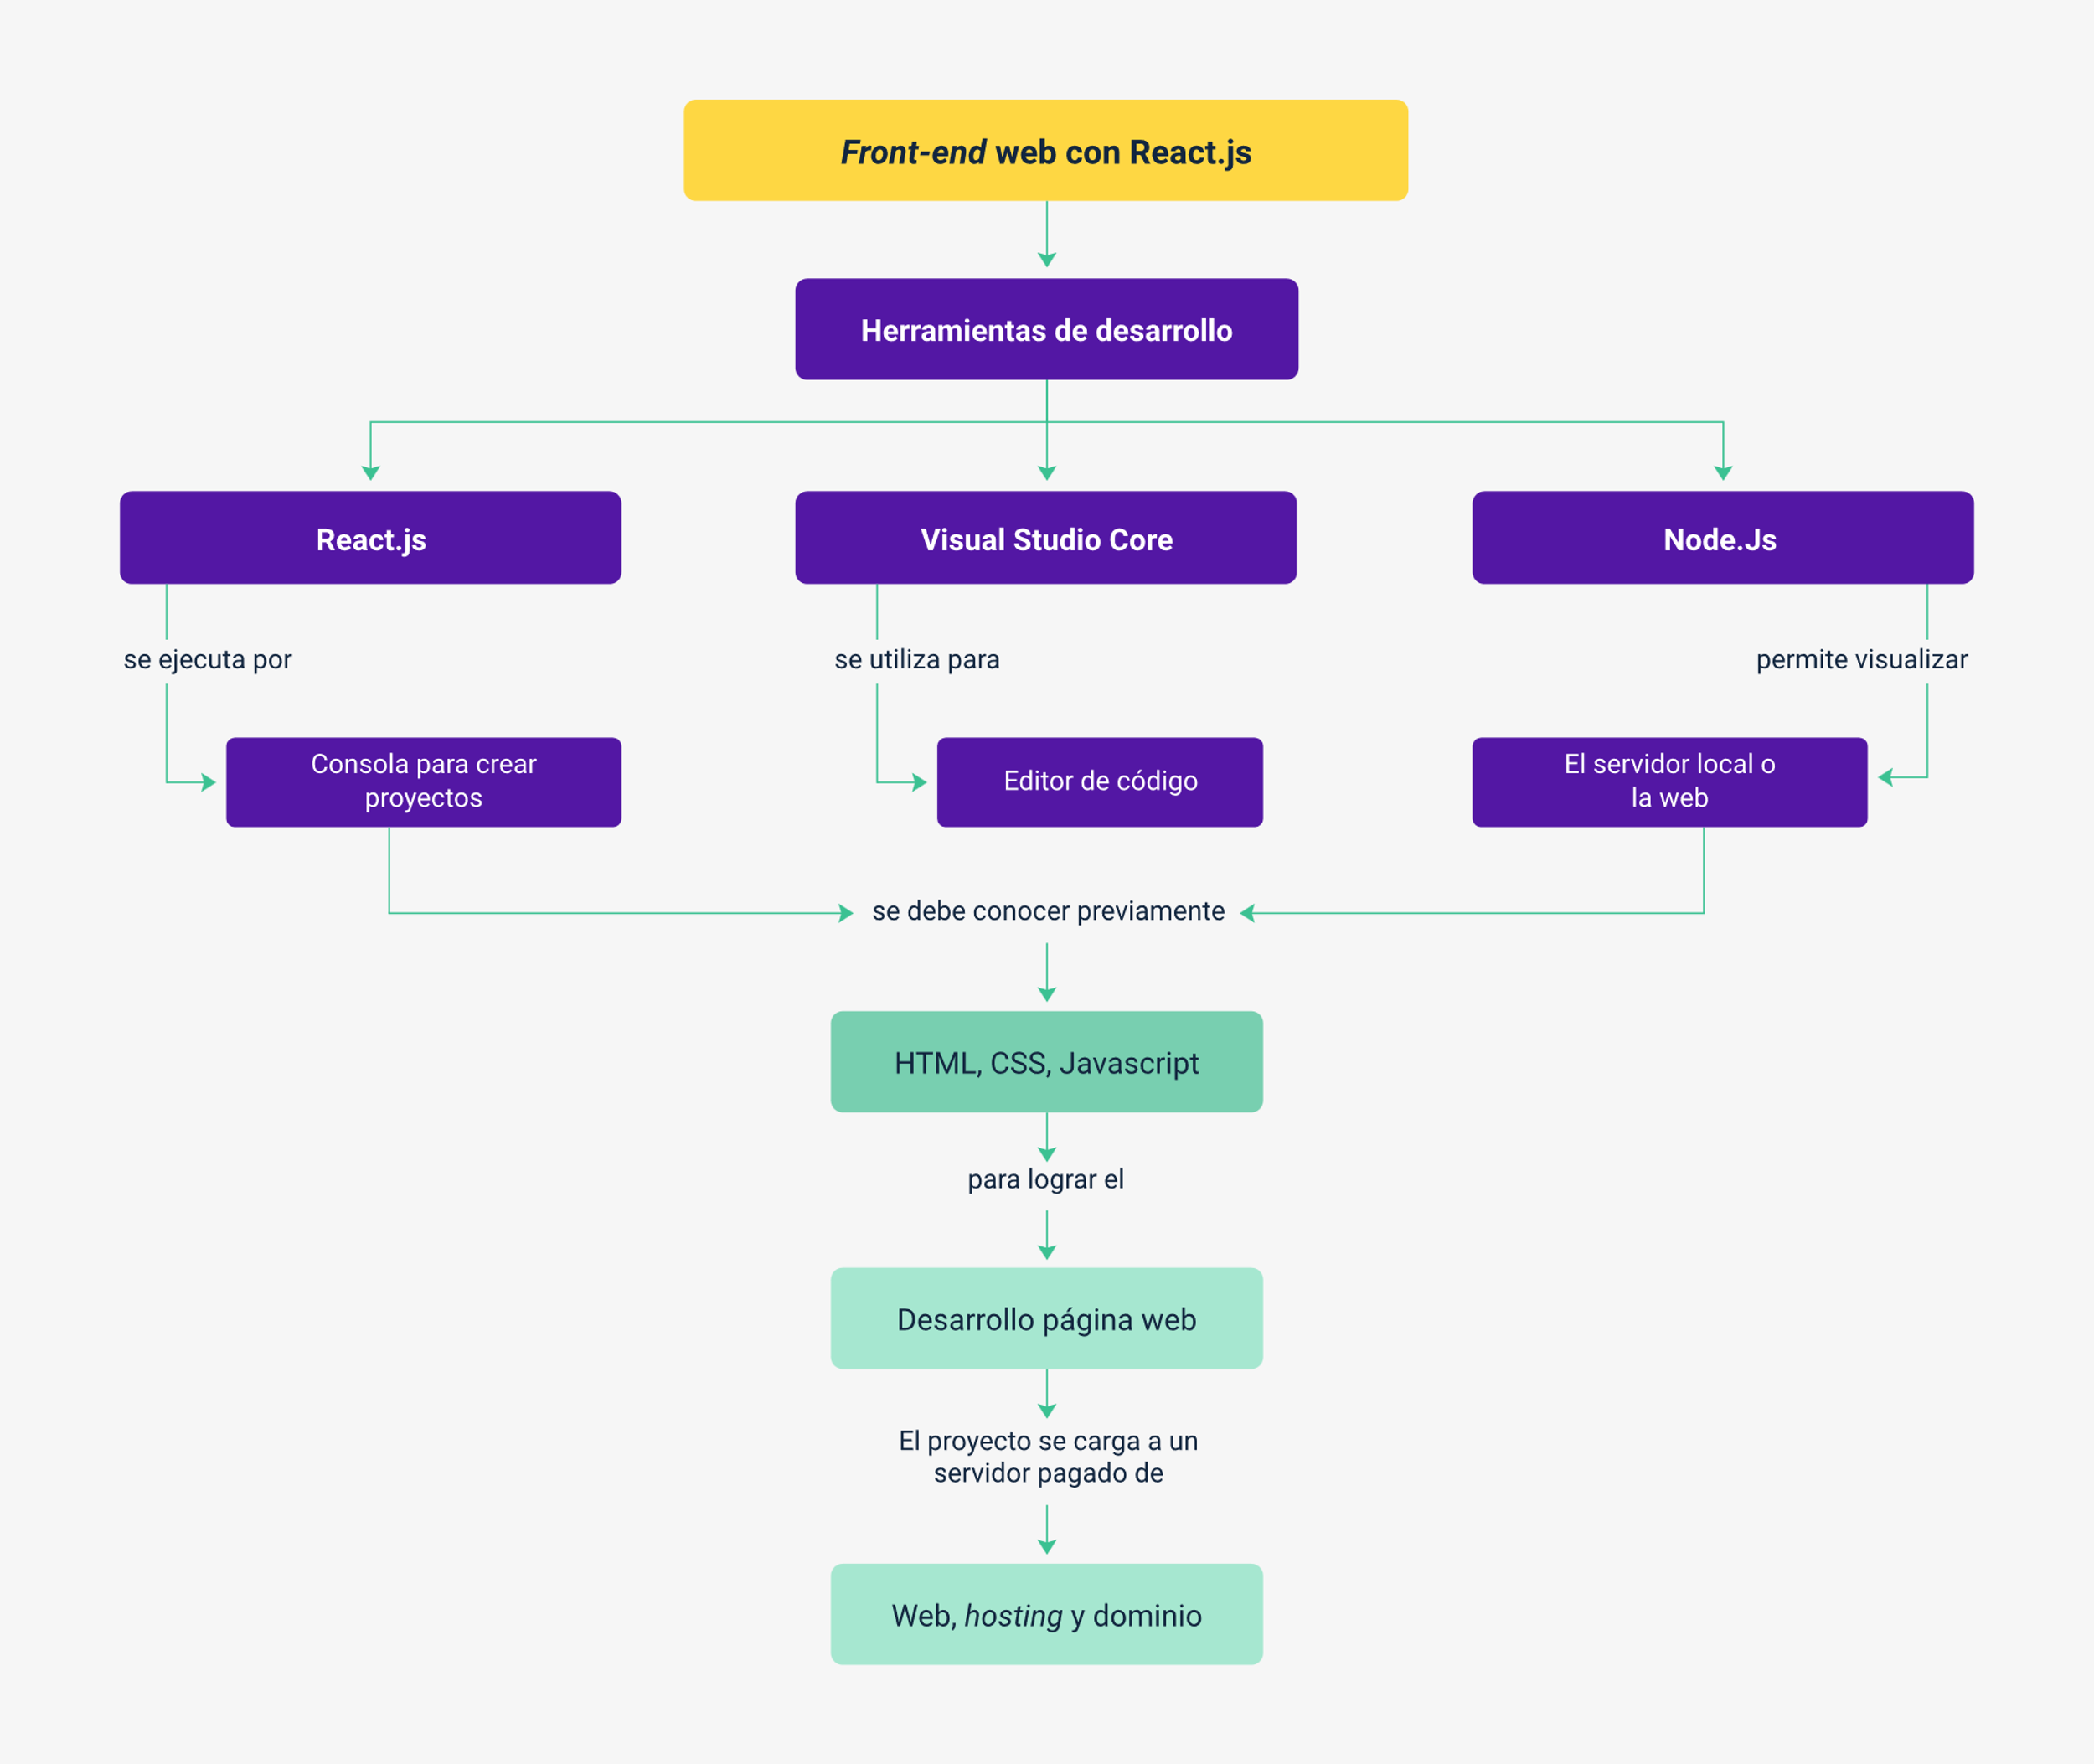 Front-end web con React.js
Herramientas de desarrollo
React.js
Visual Studio Core
Node.Js
se ejecuta por
se utiliza para
permite visualizar
Consola para crear
proyectos
Editor de código
El servidor local o
la web
se debe conocer previamente
HTML, CSS, Javascript
para lograr el
Desarrollo página web
El proyecto se carga a un
servidor pagado de
Web, hosting y dominio